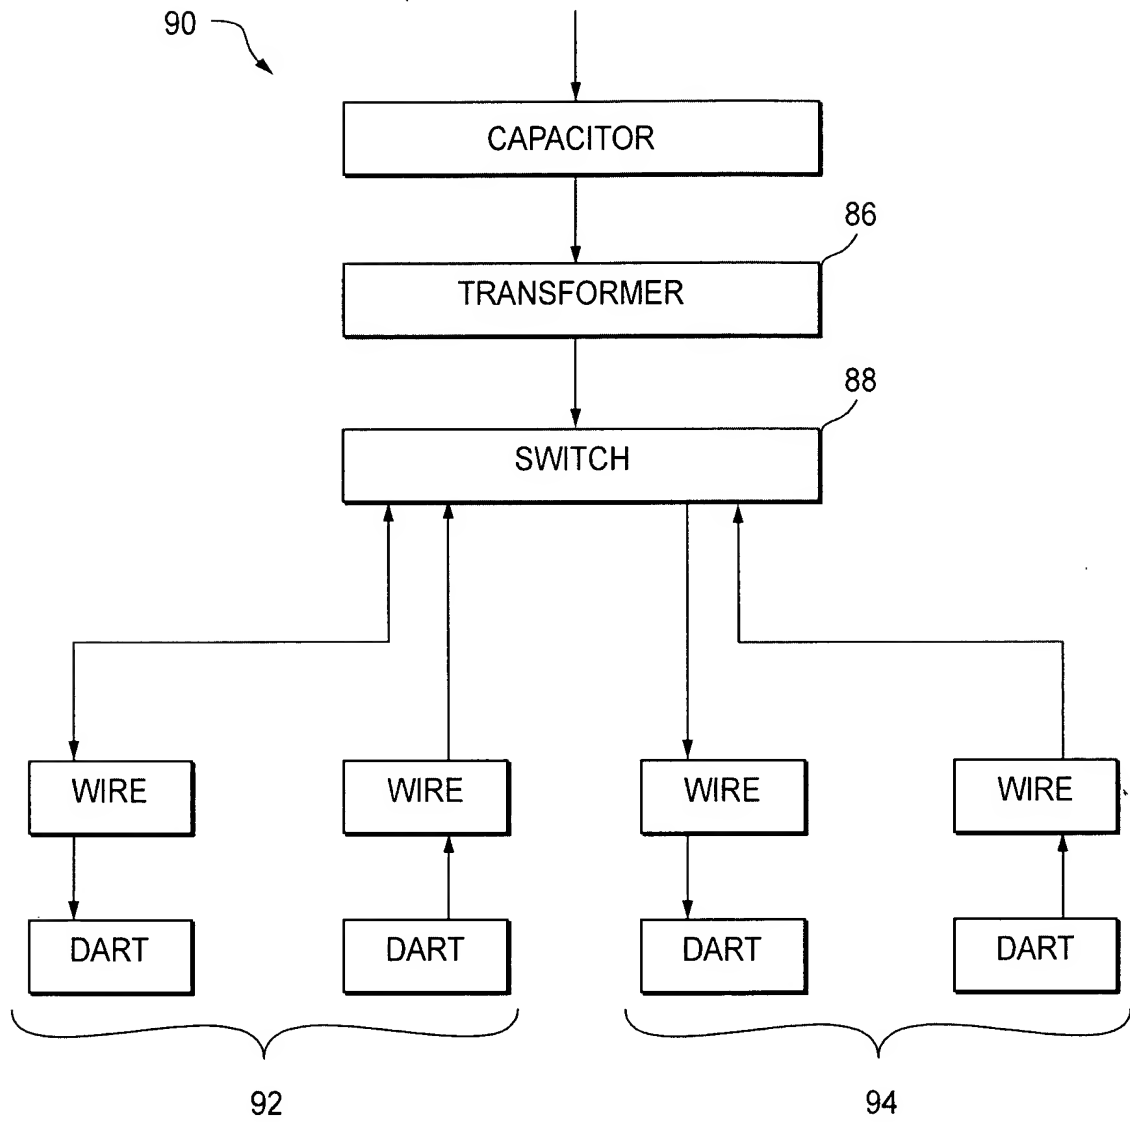 90
CAPACITOR
86
TRANSFORMER
88
SWITCH
WIRE
WIRE
WIRE
WIRE
DART
DART
DART
DART
92
94